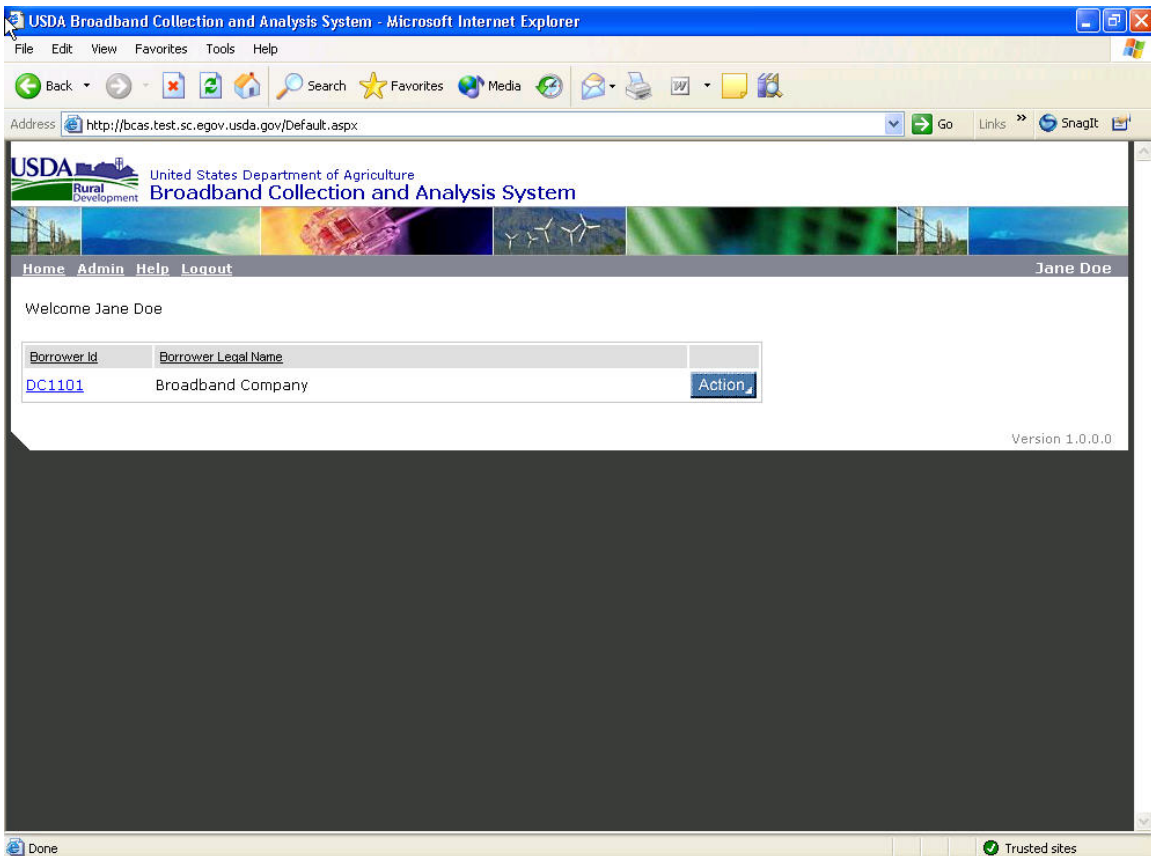 USDA Broadband Collection and Analysis System - Microsoft Internet Explorer
File Edit View Favorites Tools Help
Back Search Favorites Media W
Address http://bcas.test.sc.egov.usda.gov/Default.aspx Go Links » SnagIt
USDA Rural Development
United States Department of Agriculture
Broadband Collection and Analysis System
Home Admin Help Logout Jane Doe
Welcome Jane Doe
Borrower Id Borrower Legal Name
DC1101 Broadband Company Action
Version 1.0.0.0
Done Trusted sites